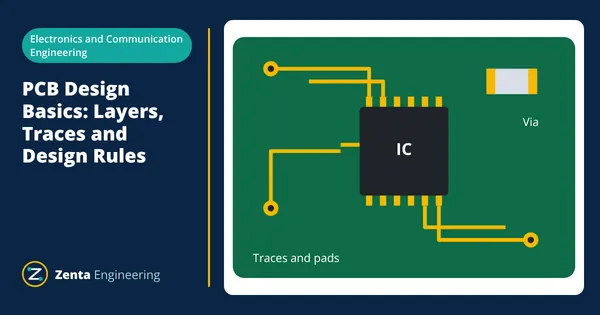 Electronics and Communication
Engineering
PCB Design
Basics: Layers,
Traces and
Design Rules
Zenta Engineering
IC
Via
Traces and pads